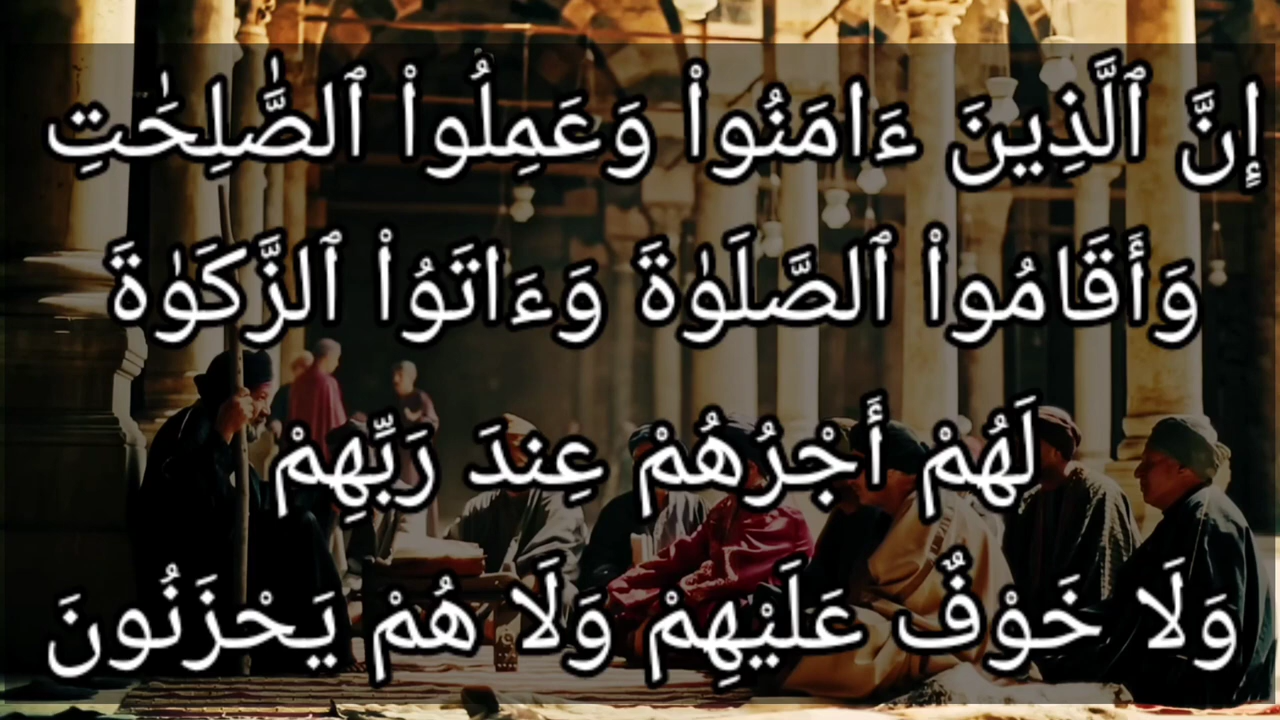 إِنَّ ٱلَّذِينَ ءَامَنُوا۟ وَعَمِلُوا۟ ٱلصَّٰلِحَٰتِ
وَأَقَامُوا۟ ٱلصَّلَوٰةَ وَءَاتَوُا۟ ٱلزَّكَوٰةَ
لَهُمْ أَجْرُهُمْ عِندَ رَبِّهِمْ
وَلَا خَوْفٌ عَلَيْهِمْ وَلَا هُمْ يَحْزَنُونَ